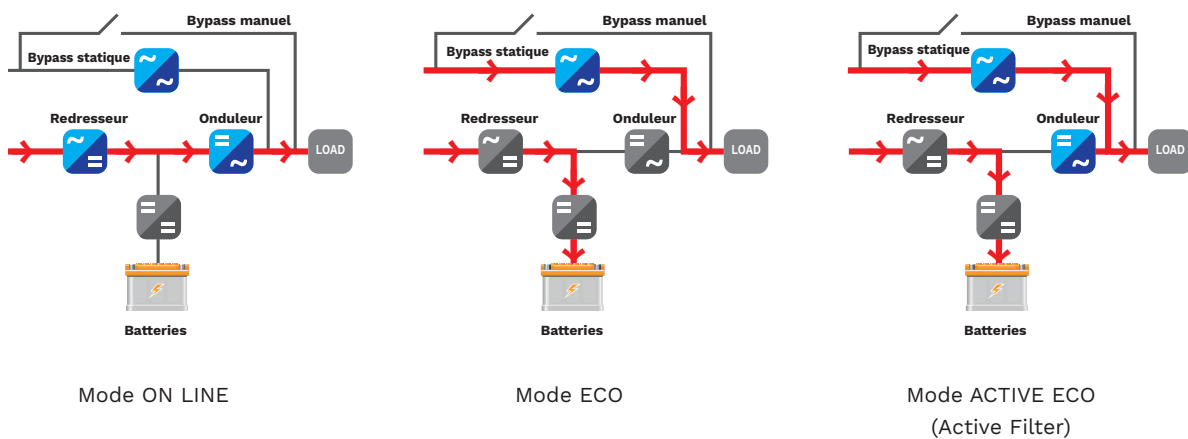 Bypass manuel
Bypass statique
Redresseur
Onduleur
LOAD
Batteries
Mode ON LINE
Bypass manuel
Bypass statique
Redresseur
Onduleur
LOAD
Batteries
Mode ECO
Bypass manuel
Bypass statique
Redresseur
Onduleur
LOAD
Batteries
Mode ACTIVE ECO
(Active Filter)